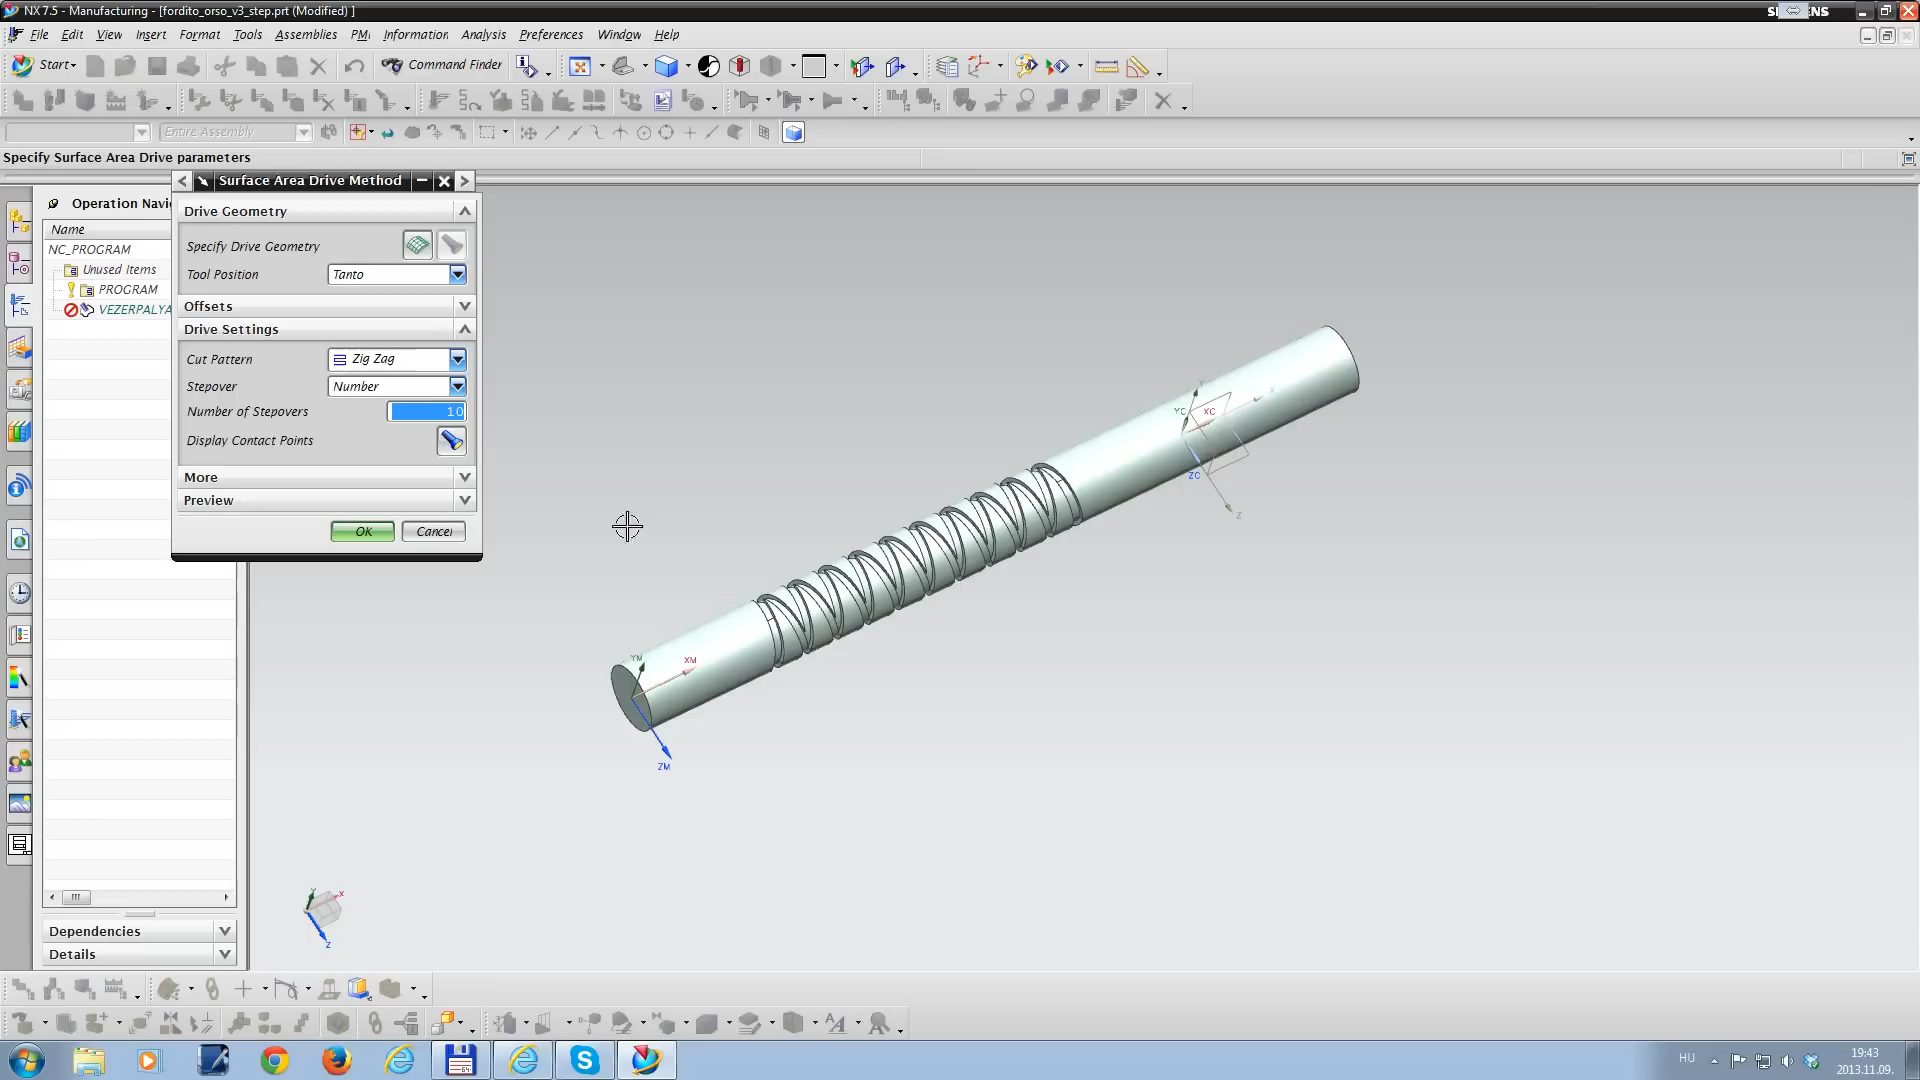 NX 7.5 - Manufacturing - [fordito_orso_v3_step.prt (Modified) ]
File Edit View Insert Format Tools Assemblies PMI Information Analysis Preferences Window Help
Start Command Finder
Entire Assembly
Specify Surface Area Drive parameters
Surface Area Drive Method
Operation Navi
Name
NC_PROGRAM
Unused Items
PROGRAM
VEZERPALYA
Drive Geometry
Specify Drive Geometry
Tool Position Tanto
Offsets
Drive Settings
Cut Pattern Zig Zag
Stepover Number
Number of Stepovers 10
Display Contact Points
More
Preview
OK Cancel
Y X
YC XC
ZC
Z
YM XM
ZM
Y X
Z
Dependencies
Details
HU
19:43
2013.11.09.